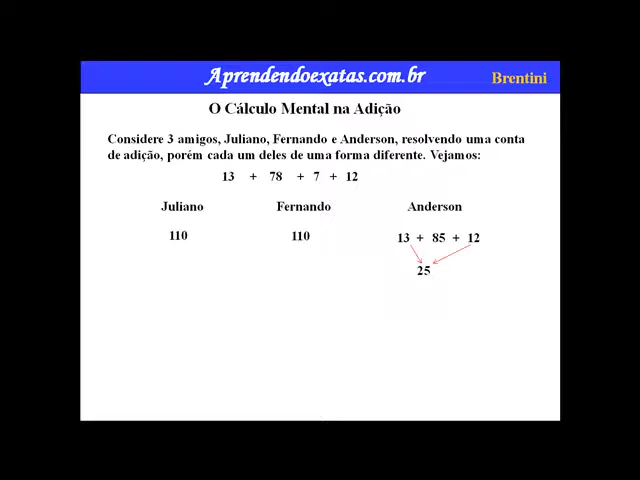 Aprendendoexatas.com.br
Brentini
O Cálculo Mental na Adição
Considere 3 amigos, Juliano, Fernando e Anderson, resolvendo uma conta
de adição, porém cada um deles de uma forma diferente. Vejamos:
13 + 78 + 7 + 12
Juliano Fernando Anderson
110 110 13 + 85 + 12
25